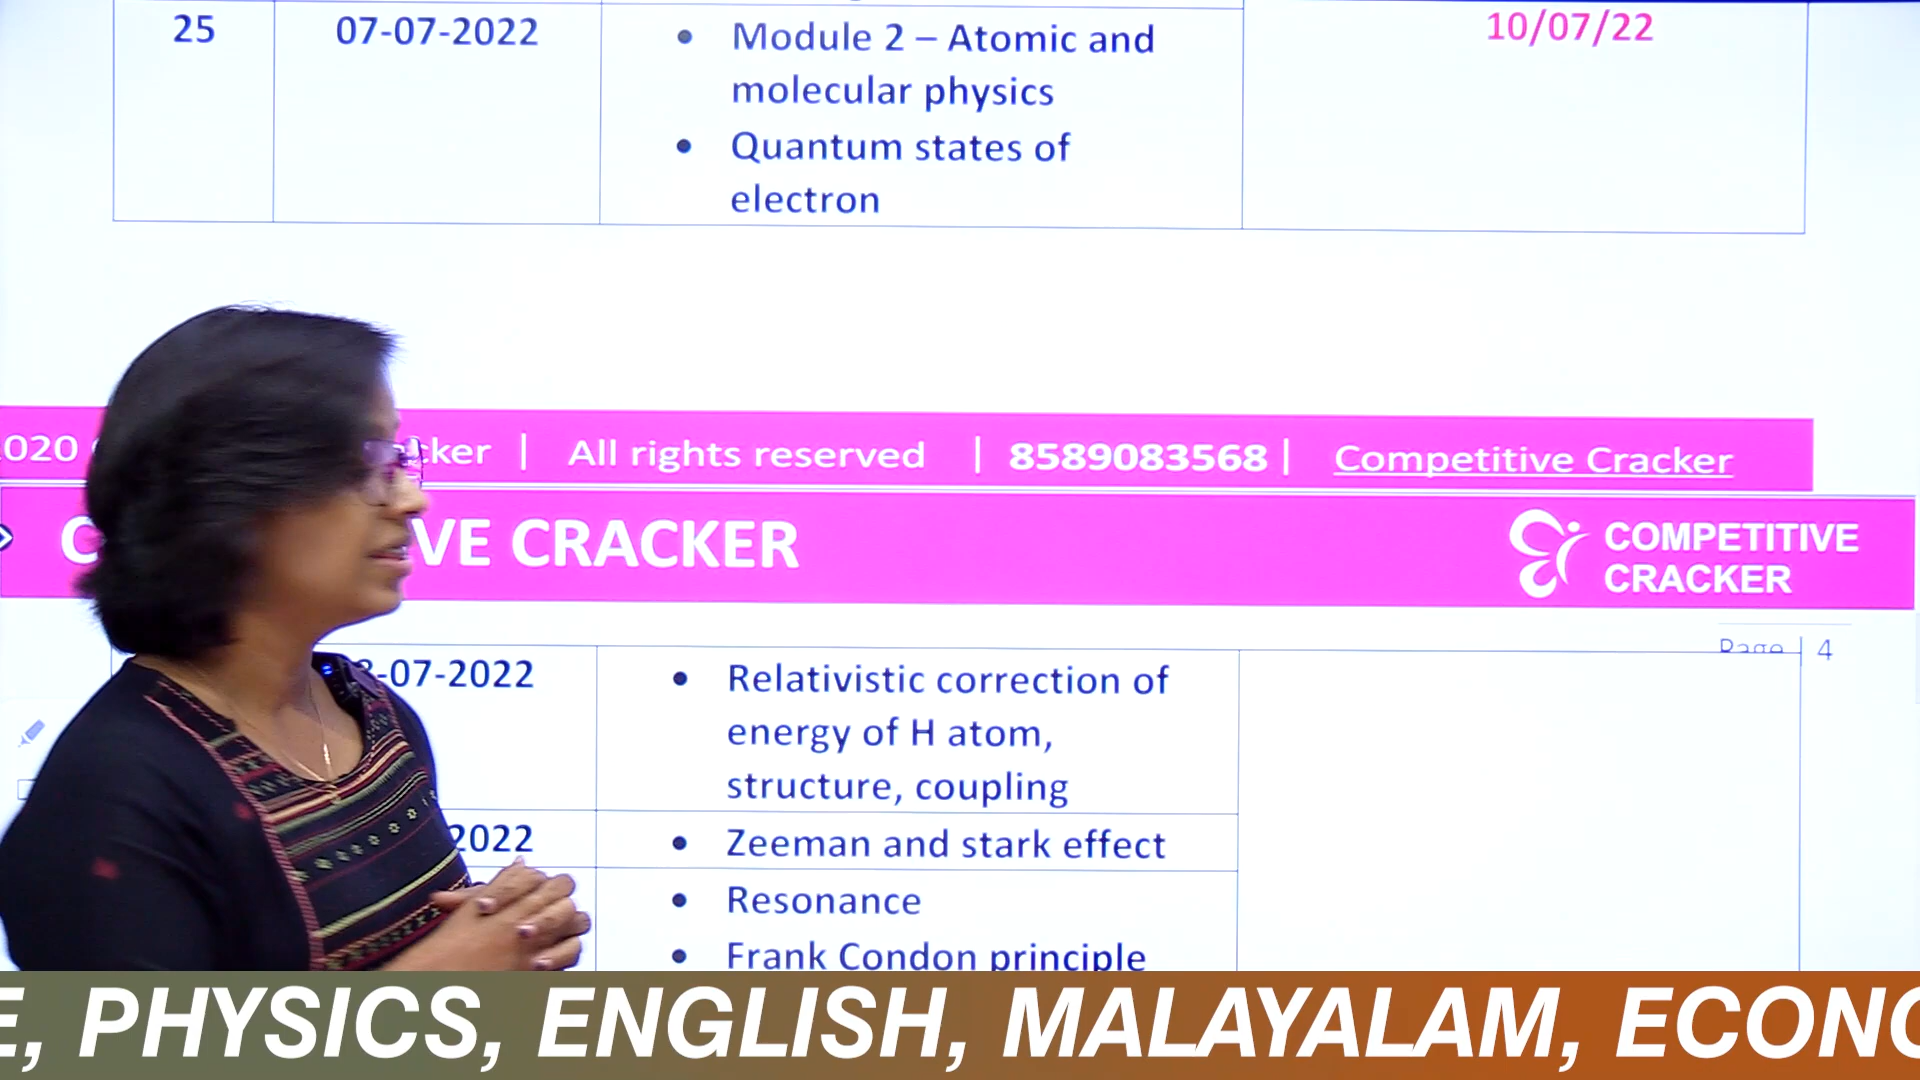 25
07-07-2022
• Module 2 – Atomic and
molecular physics
• Quantum states of
electron
10/07/22
020
cker | All rights reserved | 8589083568 | Competitive Cracker
VE CRACKER
COMPETITIVE
CRACKER
Page | 4
-07-2022
• Relativistic correction of
energy of H atom,
structure, coupling
2022
• Zeeman and stark effect
• Resonance
• Frank Condon principle
E, PHYSICS, ENGLISH, MALAYALAM, ECONO